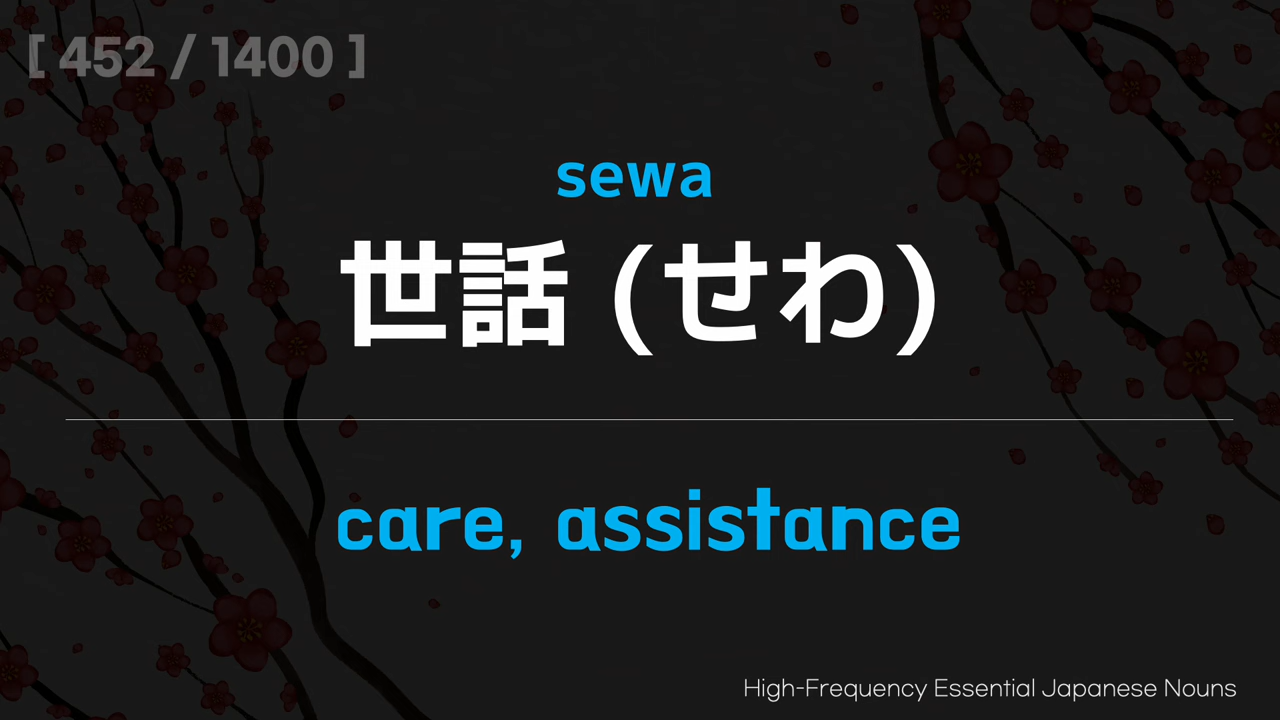 [ 452 / 1400 ]
sewa
世話 (せわ)
care, assistance
High-Frequency Essential Japanese Nouns